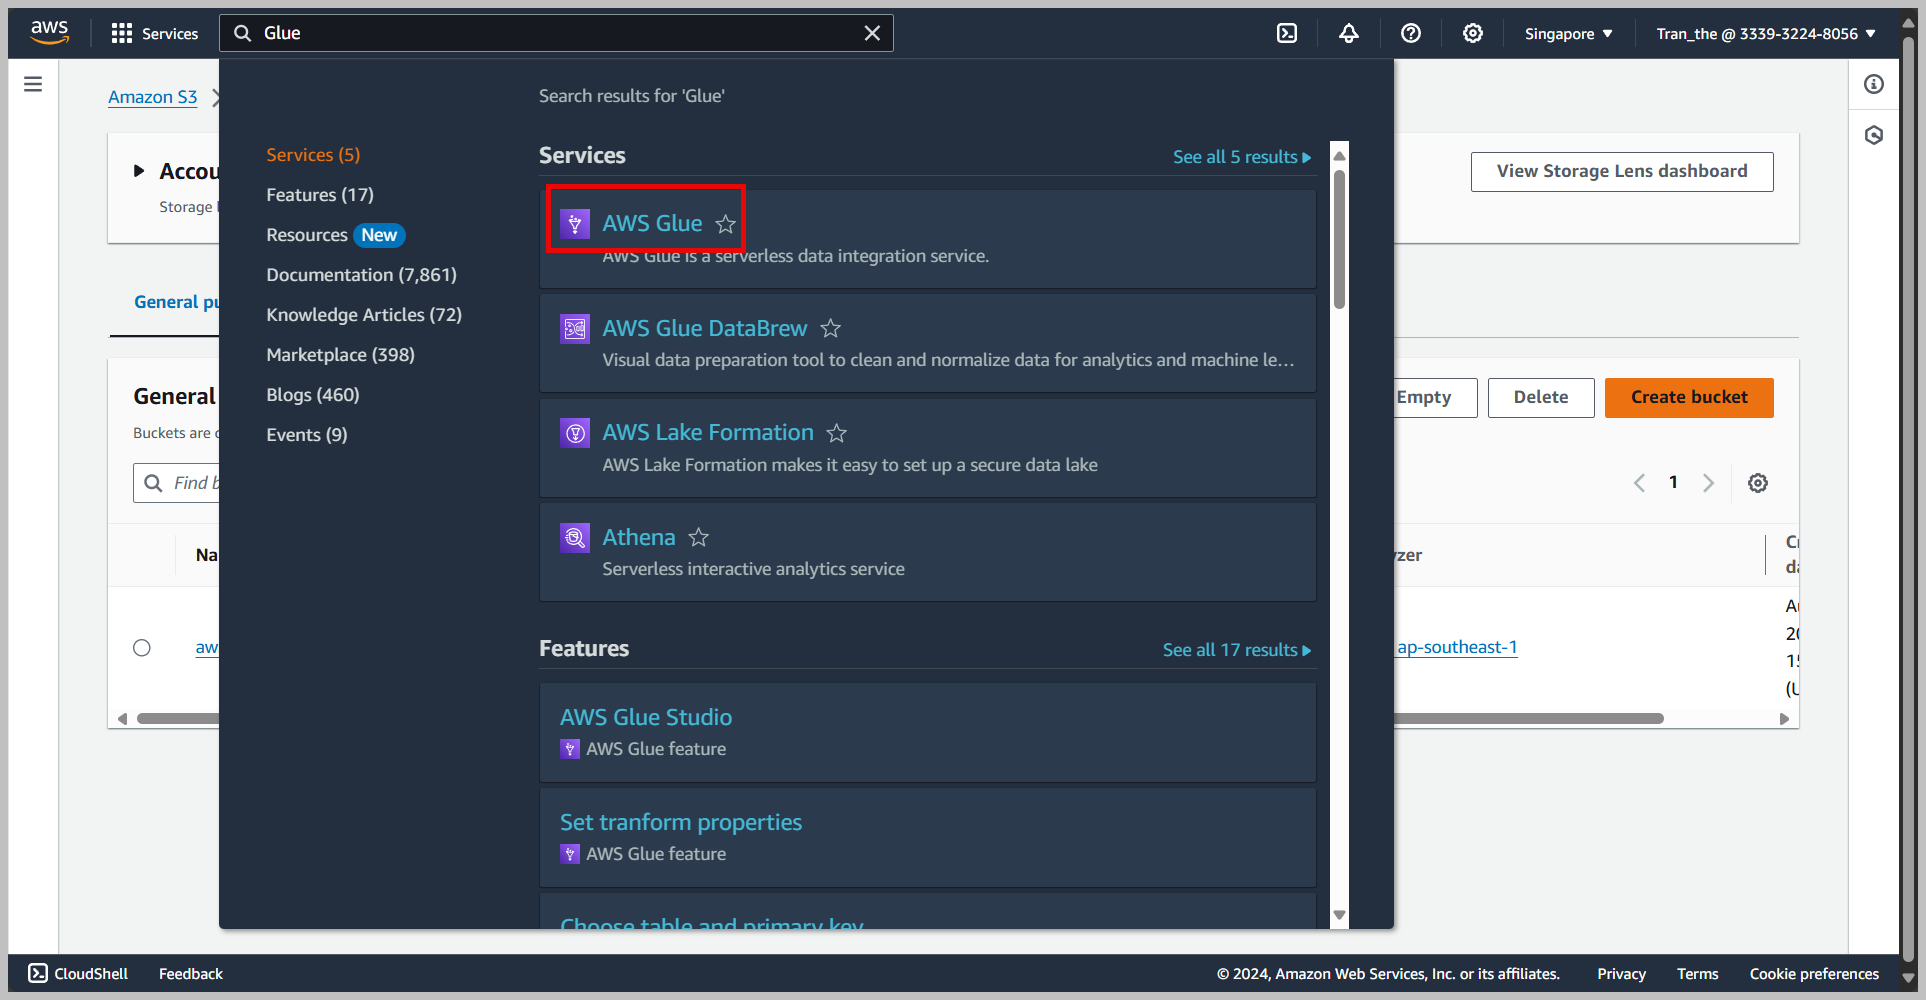 aws
Services
Glue
Singapore
Tran_the @ 3339-3224-8056
Amazon S3
Search results for 'Glue'
Services (5)
Features (17)
Resources New
Documentation (7,861)
Knowledge Articles (72)
Marketplace (398)
Blogs (460)
Events (9)
Services
See all 5 results
AWS Glue
AWS Glue is a serverless data integration service.
AWS Glue DataBrew
Visual data preparation tool to clean and normalize data for analytics and machine le...
AWS Lake Formation
AWS Lake Formation makes it easy to set up a secure data lake
Athena
Serverless interactive analytics service
Features
See all 17 results
AWS Glue Studio
AWS Glue feature
Set tranform properties
AWS Glue feature
Choose table and primary key
Accou
Storage
View Storage Lens dashboard
General pu
General
Buckets are
Empty
Delete
Create bucket
Find b
1
Na
yzer
aw
ap-southeast-1
20
15
(U
CloudShell
Feedback
© 2024, Amazon Web Services, Inc. or its affiliates.
Privacy
Terms
Cookie preferences